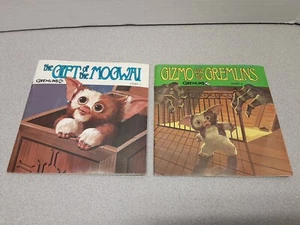 the GIFT of
the MOGWAI
GREMLINS
GIZMO and the
GREMLINS
GREMLINS